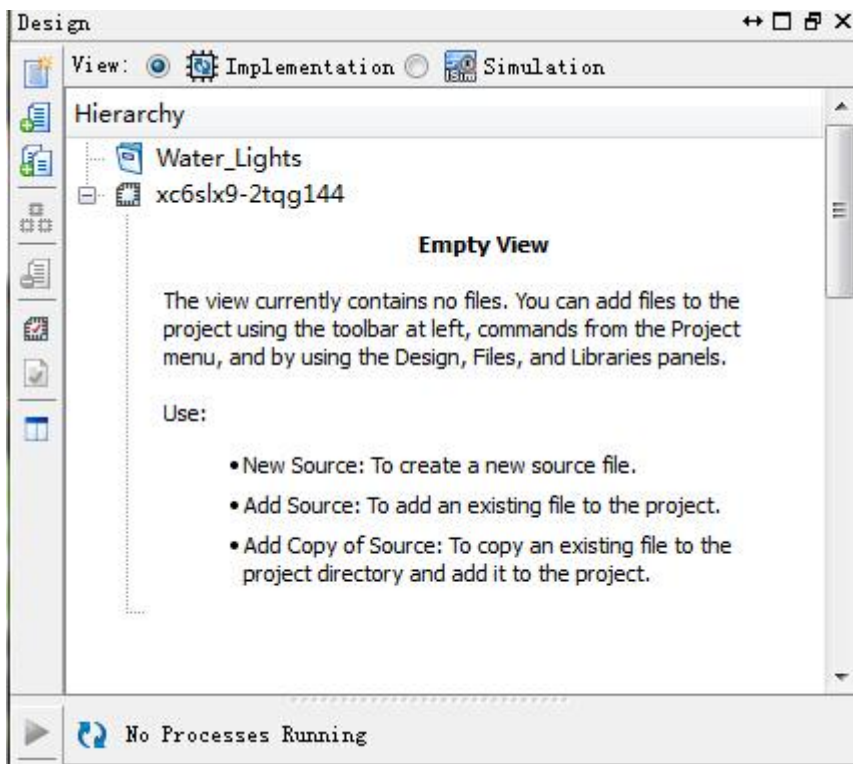 Design
View: Implementation Simulation
Hierarchy
Water_Lights
xc6slx9-2tqg144
Empty View
The view currently contains no files. You can add files to the
project using the toolbar at left, commands from the Project
menu, and by using the Design, Files, and Libraries panels.
Use:
•New Source: To create a new source file.
•Add Source: To add an existing file to the project.
•Add Copy of Source: To copy an existing file to the
project directory and add it to the project.
No Processes Running